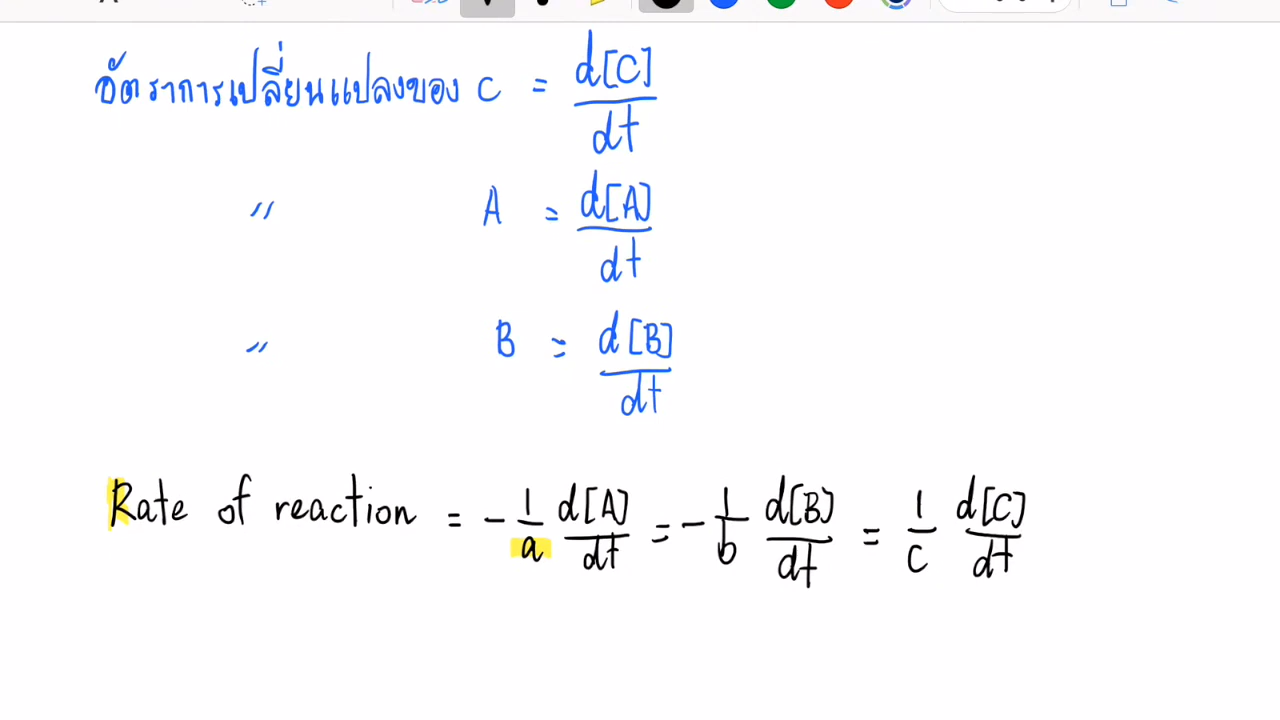 อัตราการเปลี่ยนแปลงของ C = d[C]/dt
" A = d[A]/dt
" B = d[B]/dt
Rate of reaction = - 1/a d[A]/dt = - 1/b d[B]/dt = 1/c d[C]/dt